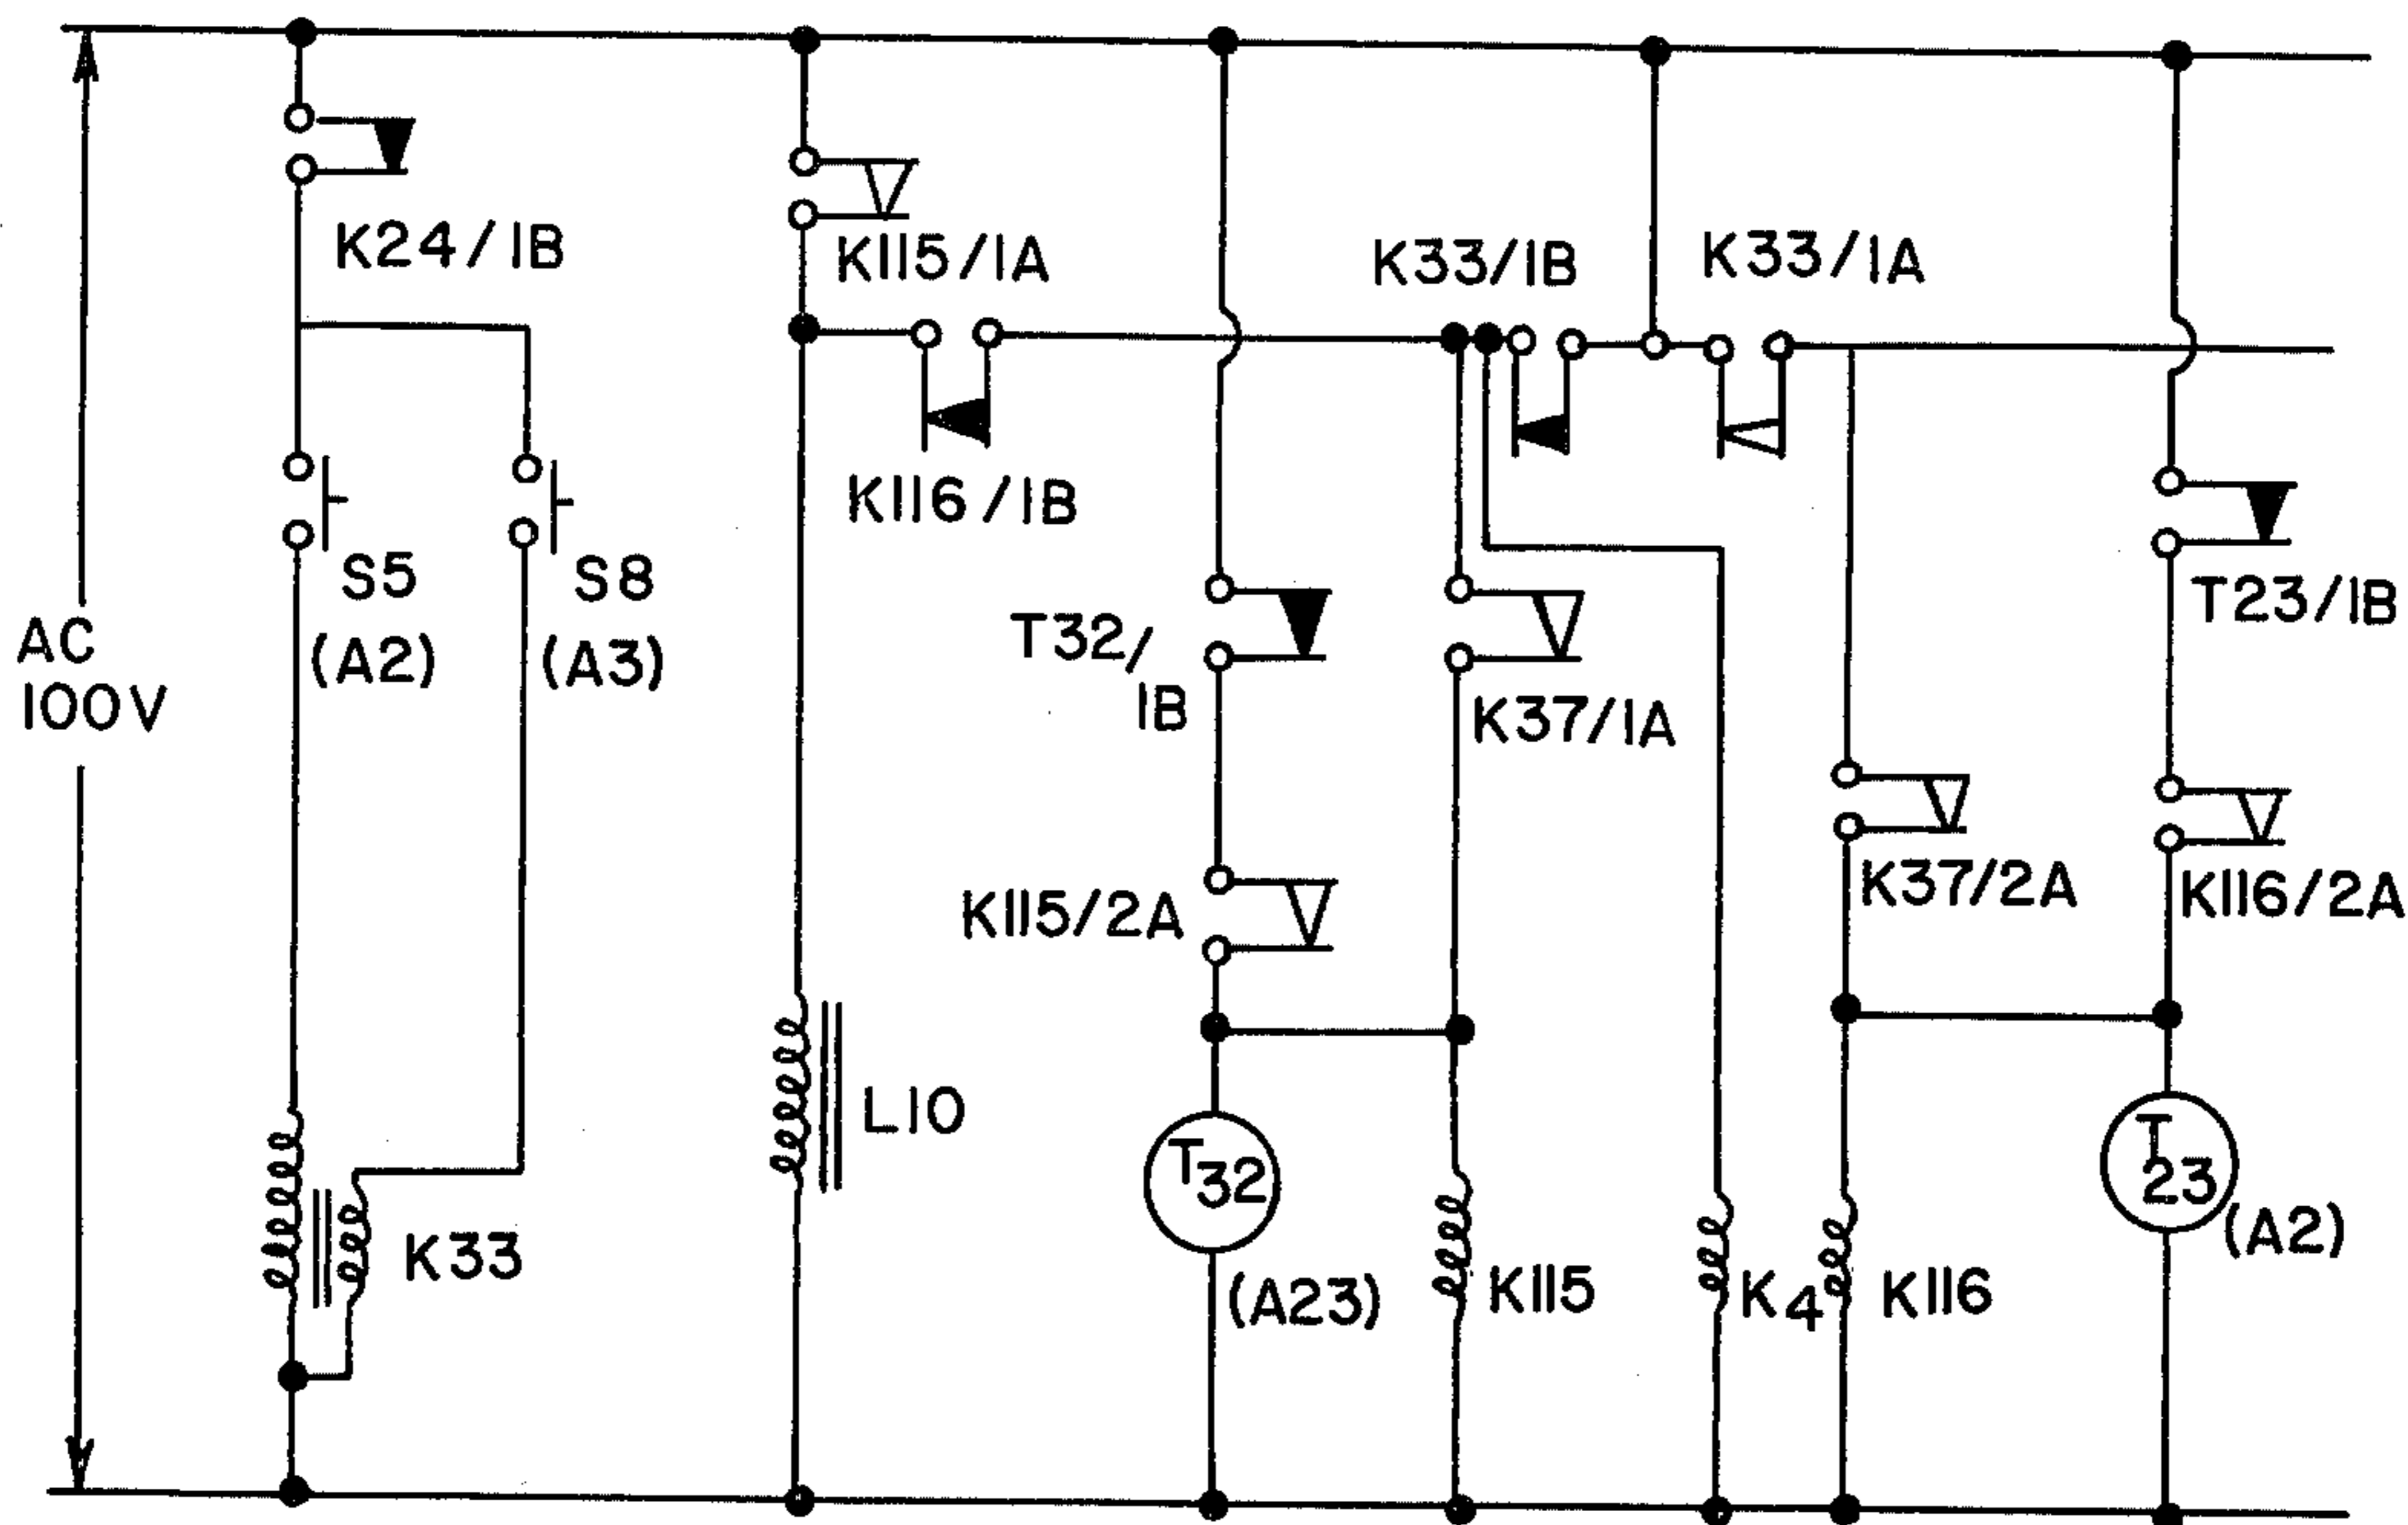 K24/1B
K115/1A
K33/1B
K33/1A
K116/1B
S5
(A2)
S8
(A3)
AC
100V
T32/
1B
K37/1A
T23/1B
K115/2A
K37/2A
K116/2A
L10
T
32
(A23)
T
23
(A2)
K33
K115
K4
K116